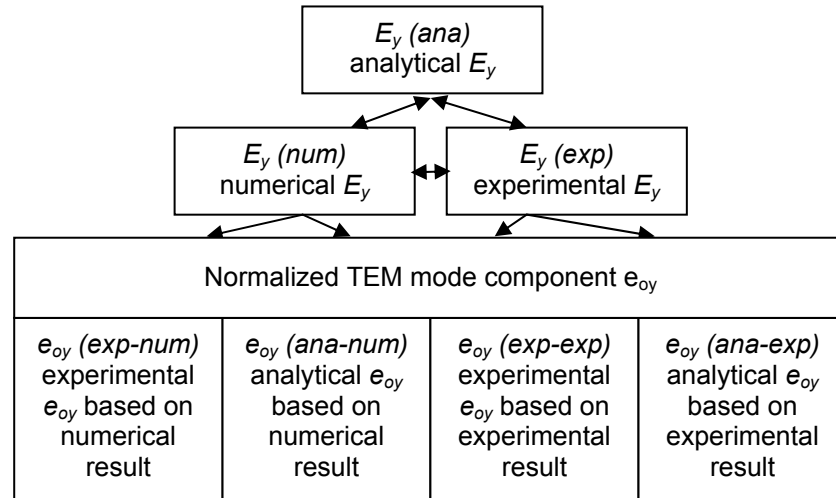 E_y (ana)
analytical E_y
E_y (num)
numerical E_y
E_y (exp)
experimental E_y
Normalized TEM mode component e_oy
e_oy (exp-num)
experimental
e_oy based on
numerical
result
e_oy (ana-num)
analytical e_oy
based on
numerical
result
e_oy (exp-exp)
experimental
e_oy based on
experimental
result
e_oy (ana-exp)
analytical e_oy
based on
experimental
result